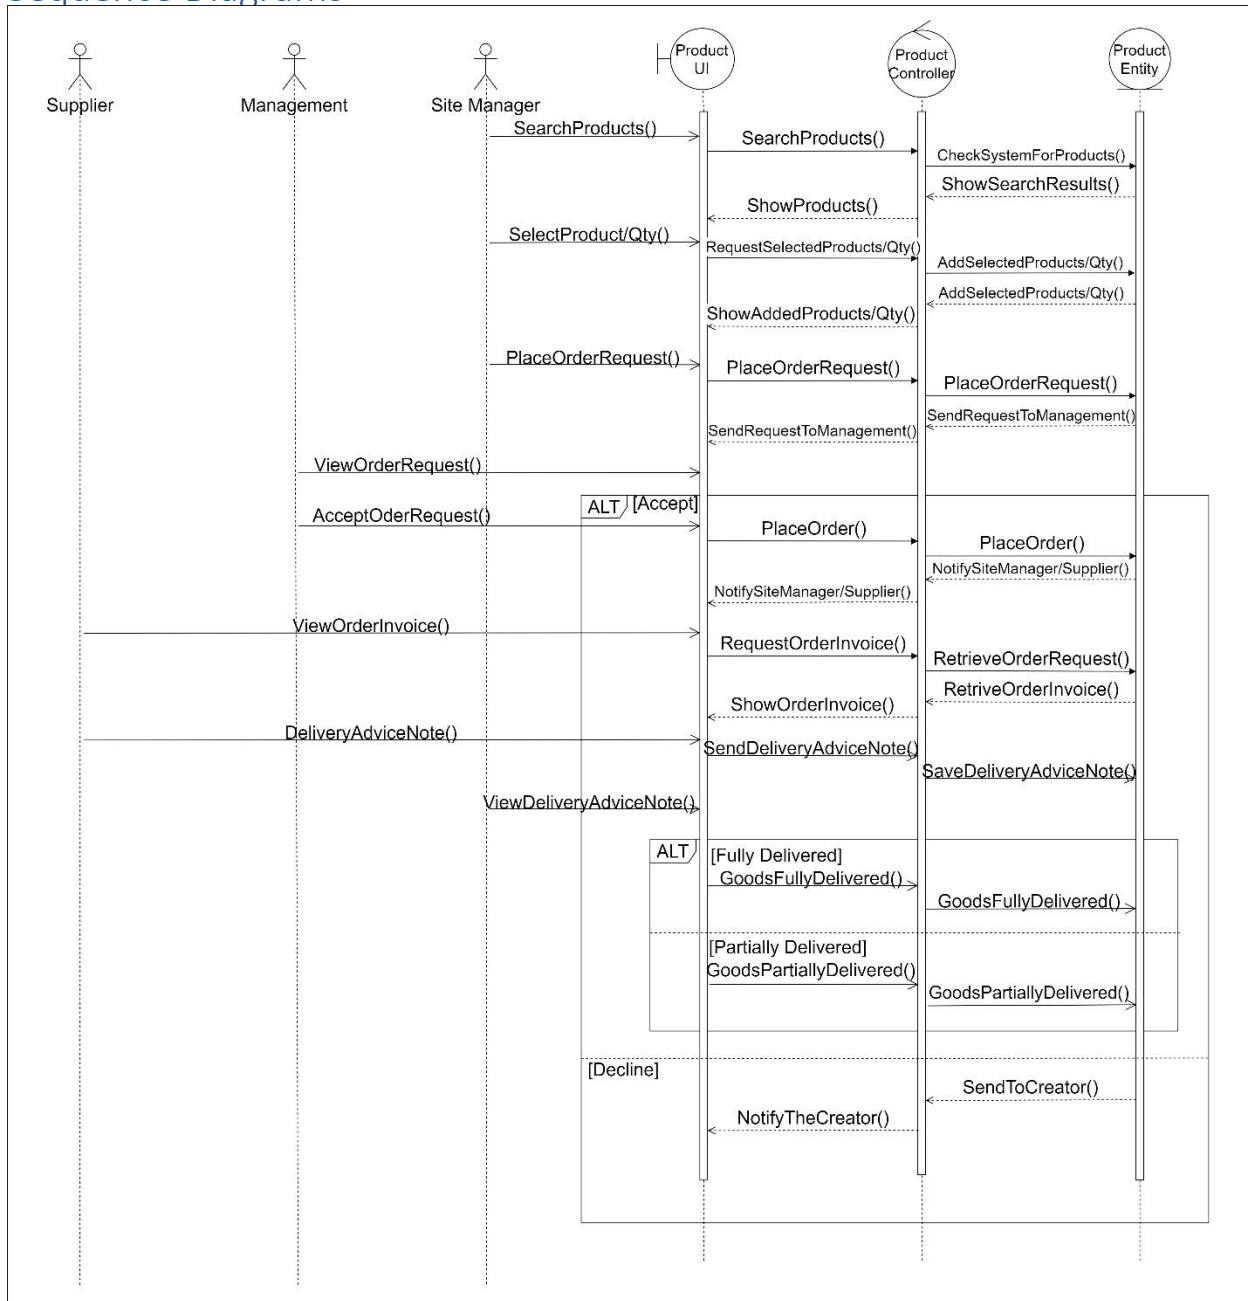 Sequence Diagrams
Supplier
Management
Site Manager
Product
UI
Product
Controller
Product
Entity
SearchProducts()
SearchProducts()
CheckSystemForProducts()
ShowSearchResults()
ShowProducts()
SelectProduct/Qty()
RequestSelectedProducts/Qty()
AddSelectedProducts/Qty()
AddSelectedProducts/Qty()
ShowAddedProducts/Qty()
PlaceOrderRequest()
PlaceOrderRequest()
PlaceOrderRequest()
SendRequestToManagement()
SendRequestToManagement()
ViewOrderRequest()
ALT
[Accept]
AcceptOderRequest()
PlaceOrder()
PlaceOrder()
NotifySiteManager/Supplier()
NotifySiteManager/Supplier()
ViewOrderInvoice()
RequestOrderInvoice()
RetrieveOrderRequest()
RetriveOrderInvoice()
ShowOrderInvoice()
DeliveryAdviceNote()
SendDeliveryAdviceNote()
SaveDeliveryAdviceNote()
ViewDeliveryAdviceNote()
ALT
[Fully Delivered]
GoodsFullyDelivered()
GoodsFullyDelivered()
[Partially Delivered]
GoodsPartiallyDelivered()
GoodsPartiallyDelivered()
[Decline]
SendToCreator()
NotifyTheCreator()